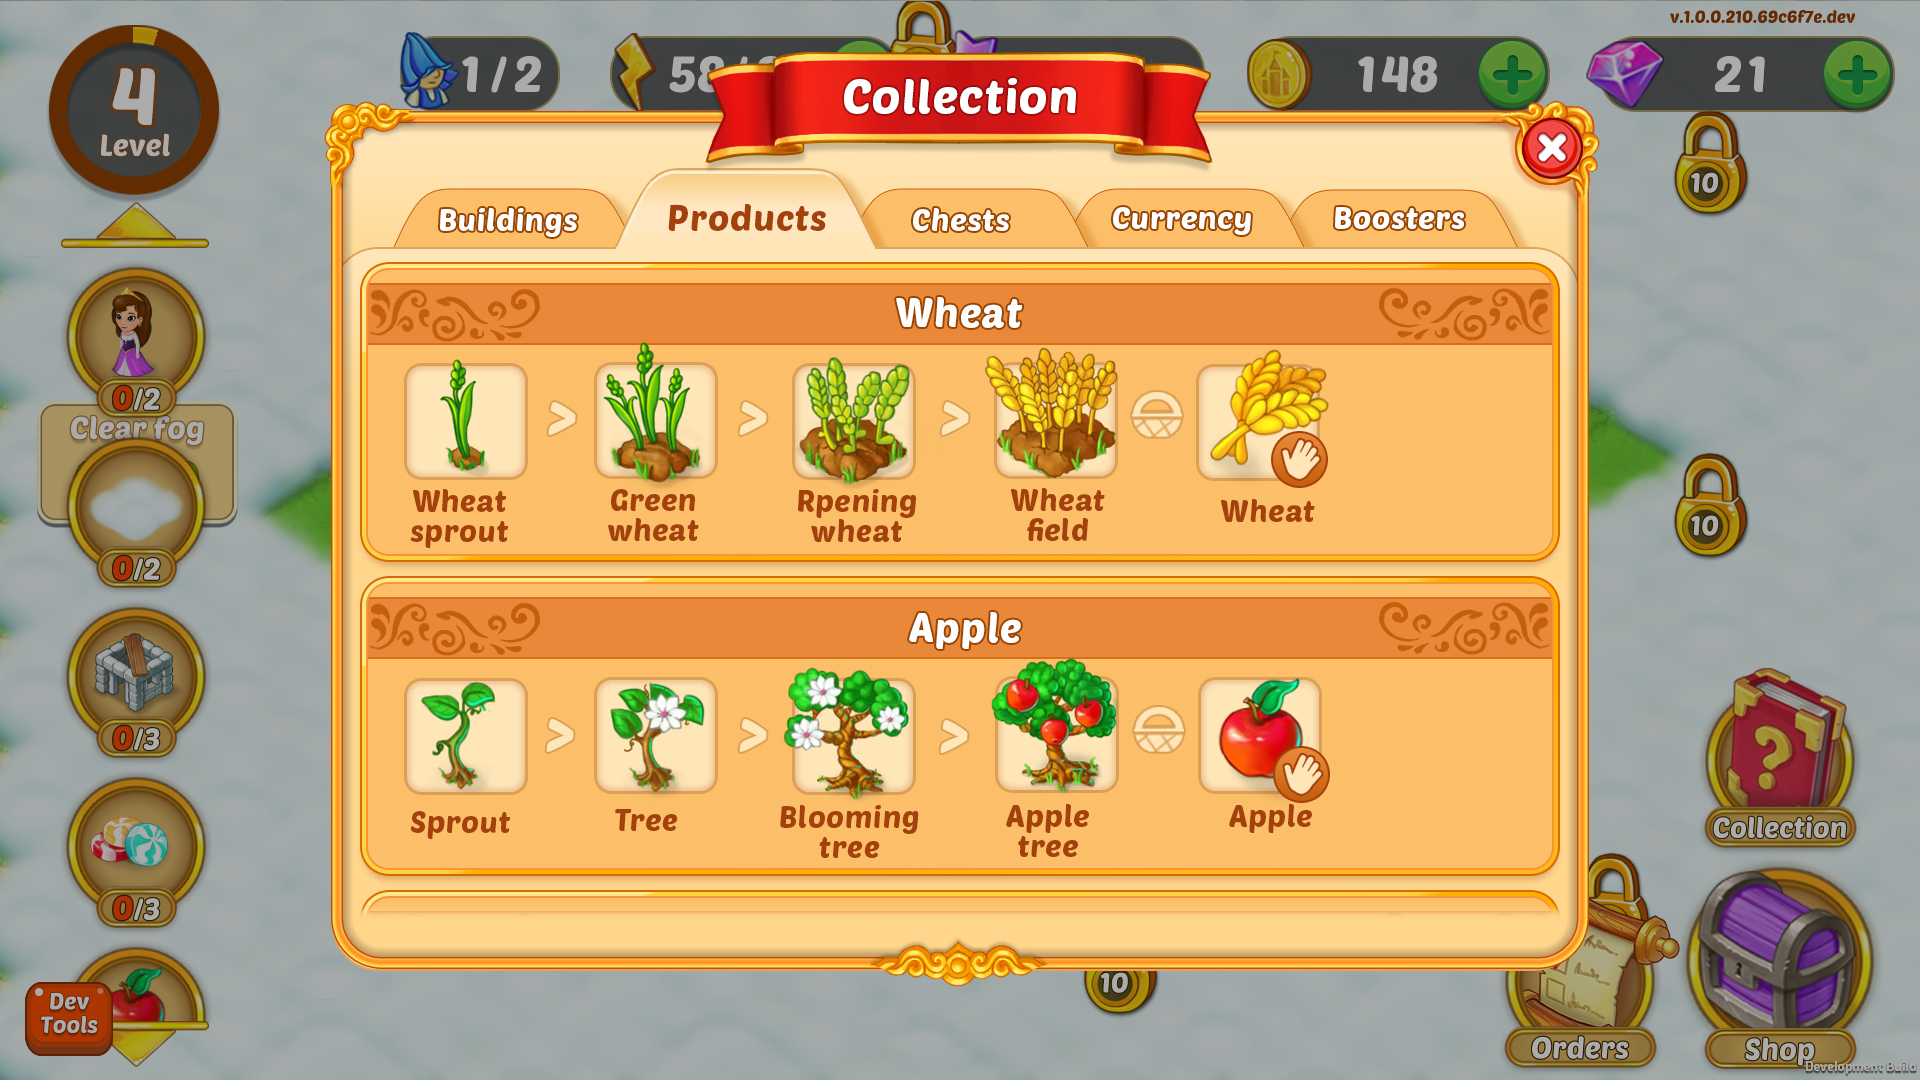 v.1.0.0.210.69c6f7e.dev
4
Level
1/2
148
21
Collection
Buildings
Products
Chests
Currency
Boosters
10
Wheat
Wheat
sprout
Green
wheat
Rpening
wheat
Wheat
field
Wheat
0/2
Clear fog
0/2
10
Apple
Sprout
Tree
Blooming
tree
Apple
tree
Apple
0/3
0/3
?
Collection
10
Dev
Tools
Orders
Shop
Development Build